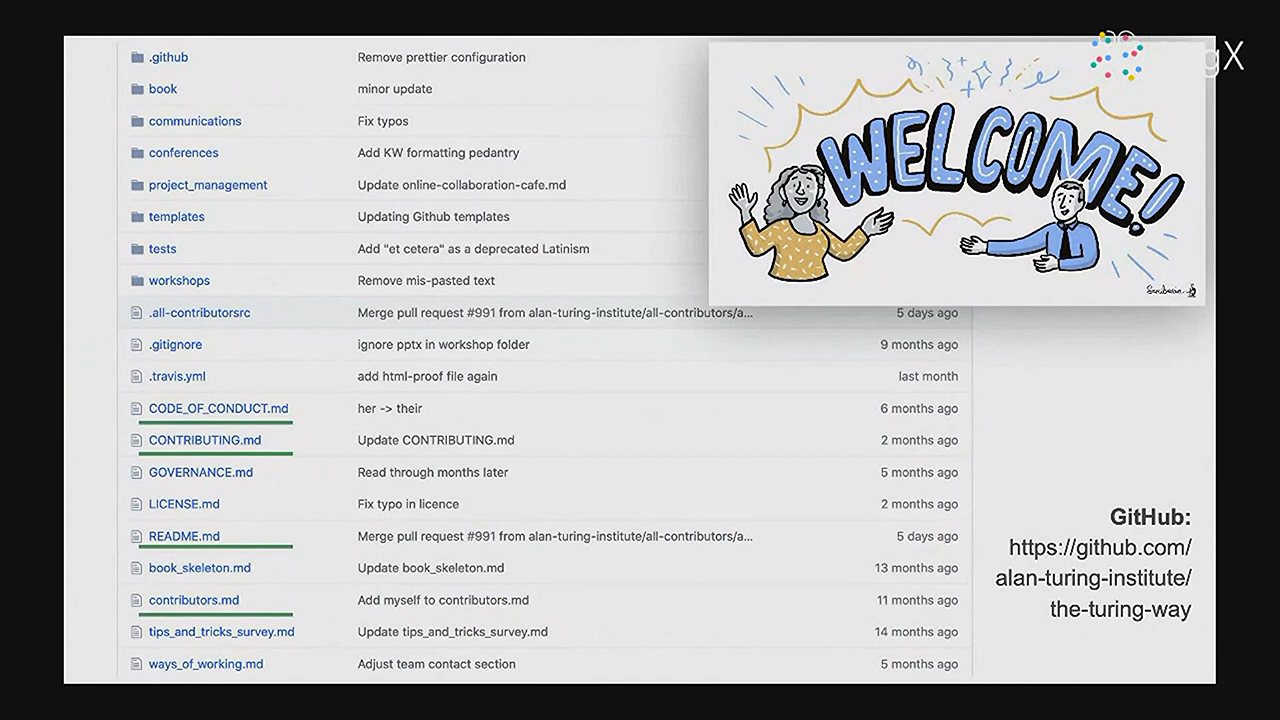 .github Remove prettier configuration
book minor update
communications Fix typos
conferences Add KW formatting pedantry
project_management Update online-collaboration-cafe.md
templates Updating Github templates
tests Add "et cetera" as a deprecated Latinism
workshops Remove mis-pasted text
.all-contributorsrc Merge pull request #991 from alan-turing-institute/all-contributors/a... 5 days ago
.gitignore ignore pptx in workshop folder 9 months ago
.travis.yml add html-proof file again last month
CODE_OF_CONDUCT.md her -> their 6 months ago
CONTRIBUTING.md Update CONTRIBUTING.md 2 months ago
GOVERNANCE.md Read through months later 5 months ago
LICENSE.md Fix typo in licence 2 months ago
README.md Merge pull request #991 from alan-turing-institute/all-contributors/a... 5 days ago
book_skeleton.md Update book_skeleton.md 13 months ago
contributors.md Add myself to contributors.md 11 months ago
tips_and_tricks_survey.md Update tips_and_tricks_survey.md 14 months ago
ways_of_working.md Adjust team contact section 5 months ago
WELCOME!
GitHub:
https://github.com/
alan-turing-institute/
the-turing-way